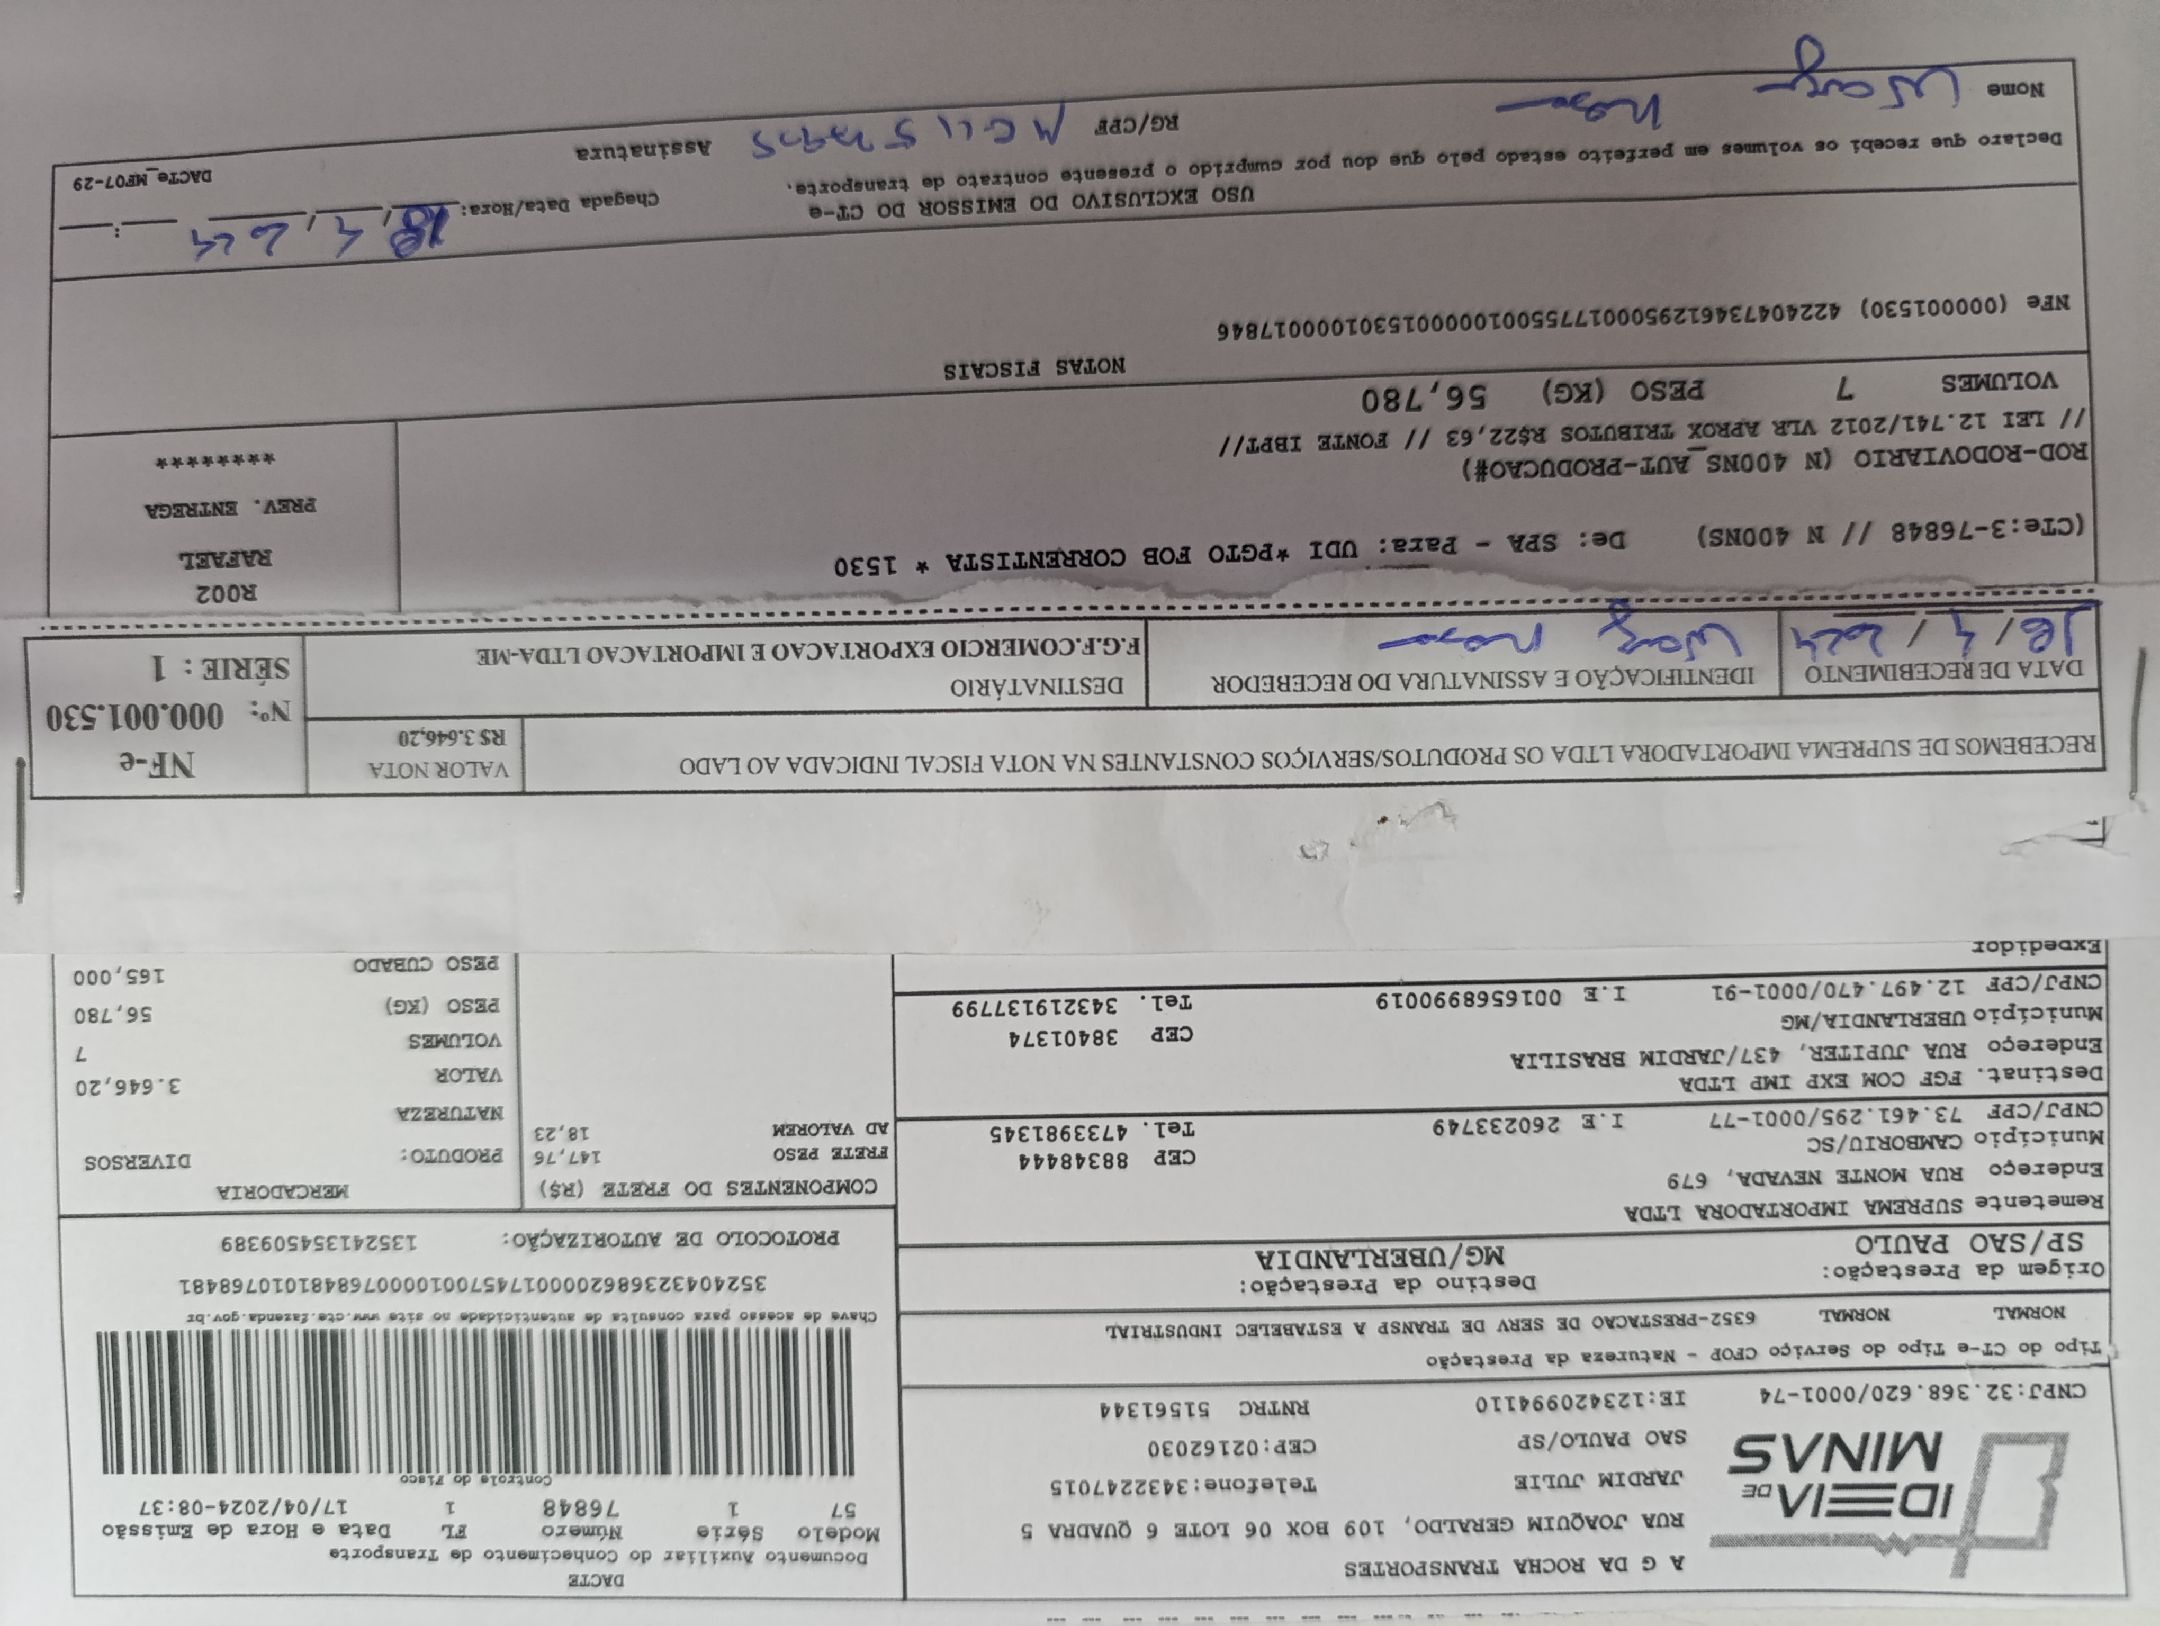 DACTE
Documento Auxiliar do Conhecimento de Transporte
Modelo Série Número FL Data e Hora de Emissão
57 1 76848 1 17/04/2024-08:37
Controle do Fisco
Chave de acesso para consulta de autenticidade no site www.cte.fazenda.gov.br
35240432368620000174570010000768481010768481
PROTOCOLO DE AUTORIZAÇÃO: 135241354509389
IDEIA DE
MINAS
A G DA ROCHA TRANSPORTES
RUA JOAQUIM GERALDO, 109 BOX 06 LOTE 6 QUADRA 5
JARDIM JULIE Telefone:3432247015
SAO PAULO/SP CEP:02162030
CNPJ:32.368.620/0001-74 IE:123420994110 RNTRC 51561344
Tipo do CT-e Tipo do Serviço CFOP - Natureza da Prestação
NORMAL NORMAL 6352-PRESTACAO DE SERV DE TRANSP A ESTABELEC INDUSTRIAL
Origem da Prestação: Destino da Prestação:
SP/SAO PAULO MG/UBERLANDIA
Remetente SUPREMA IMPORTADORA LTDA
Endereço RUA MONTE NEVADA, 679
Município CAMBORIU/SC CEP 88348444
CNPJ/CPF 73.461.295/0001-77 I.E 260233749 Tel. 4733981345
Destinat. FGF COM EXP IMP LTDA
Endereço RUA JUPITER, 437/JARDIM BRASILIA
Município UBERLANDIA/MG CEP 38401374
CNPJ/CPF 12.497.470/0001-91 I.E 0016568990019 Tel. 343219137799
Expedidor
COMPONENTES DO FRETE (R$)
FRETE PESO 147,76
AD VALOREM 18,23
MERCADORIA
PRODUTO: DIVERSOS
NATUREZA
VALOR 3.646,20
VOLUMES 7
PESO (KG) 56,780
PESO CUBADO 165,000
RECEBEMOS DE SUPREMA IMPORTADORA LTDA OS PRODUTOS/SERVIÇOS CONSTANTES NA NOTA FISCAL INDICADA AO LADO
VALOR NOTA
R$ 3.646,20
NF-e
Nº: 000.001.530
SÉRIE : 1
DATA DE RECEBIMENTO
18/4/2024
IDENTIFICAÇÃO E ASSINATURA DO RECEBEDOR
DESTINATÁRIO
F.G.F.COMERCIO EXPORTACAO E IMPORTACAO LTDA-ME
(CTe:3-76848 // N 400NS) De: SPA - Para: UDI *PGTO FOB CORRENTISTA * 1530
ROD-RODOVIARIO (N 400NS_AUT-PRODUCAO#)
// LEI 12.741/2012 VLR APROX TRIBUTOS R$22,63 // FONTE IBPT//
VOLUMES 7 PESO (KG) 56,780
R002
RAFAEL
PREV. ENTREGA
*********
NOTAS FISCAIS
NFe (000001530) 42240473461295000177550010000015301000017846
USO EXCLUSIVO DO EMISSOR DO CT-e
Declaro que recebi os volumes em perfeito estado pelo que dou por cumprido o presente contrato de transporte.
Chegada Data/Hora: 18/4/2024 __:__
Nome RG/CPF Assinatura
DACTe_MF07-29